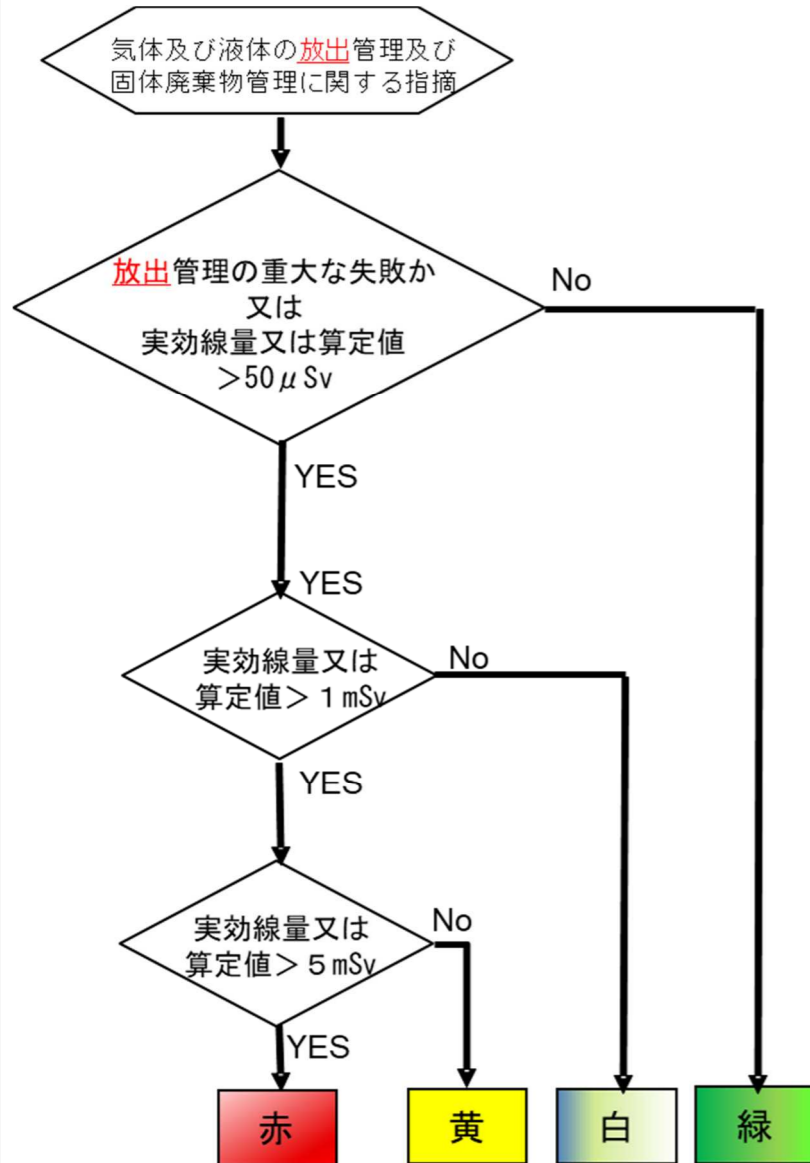 気体及び液体の放出管理及び
固体廃棄物管理に関する指摘
放出管理の重大な失敗か
又は
実効線量又は算定値
＞50μSv
No
YES
YES
実効線量又は
算定値＞１mSv
No
YES
実効線量又は
算定値＞５mSv
No
YES
赤
黄
白
緑